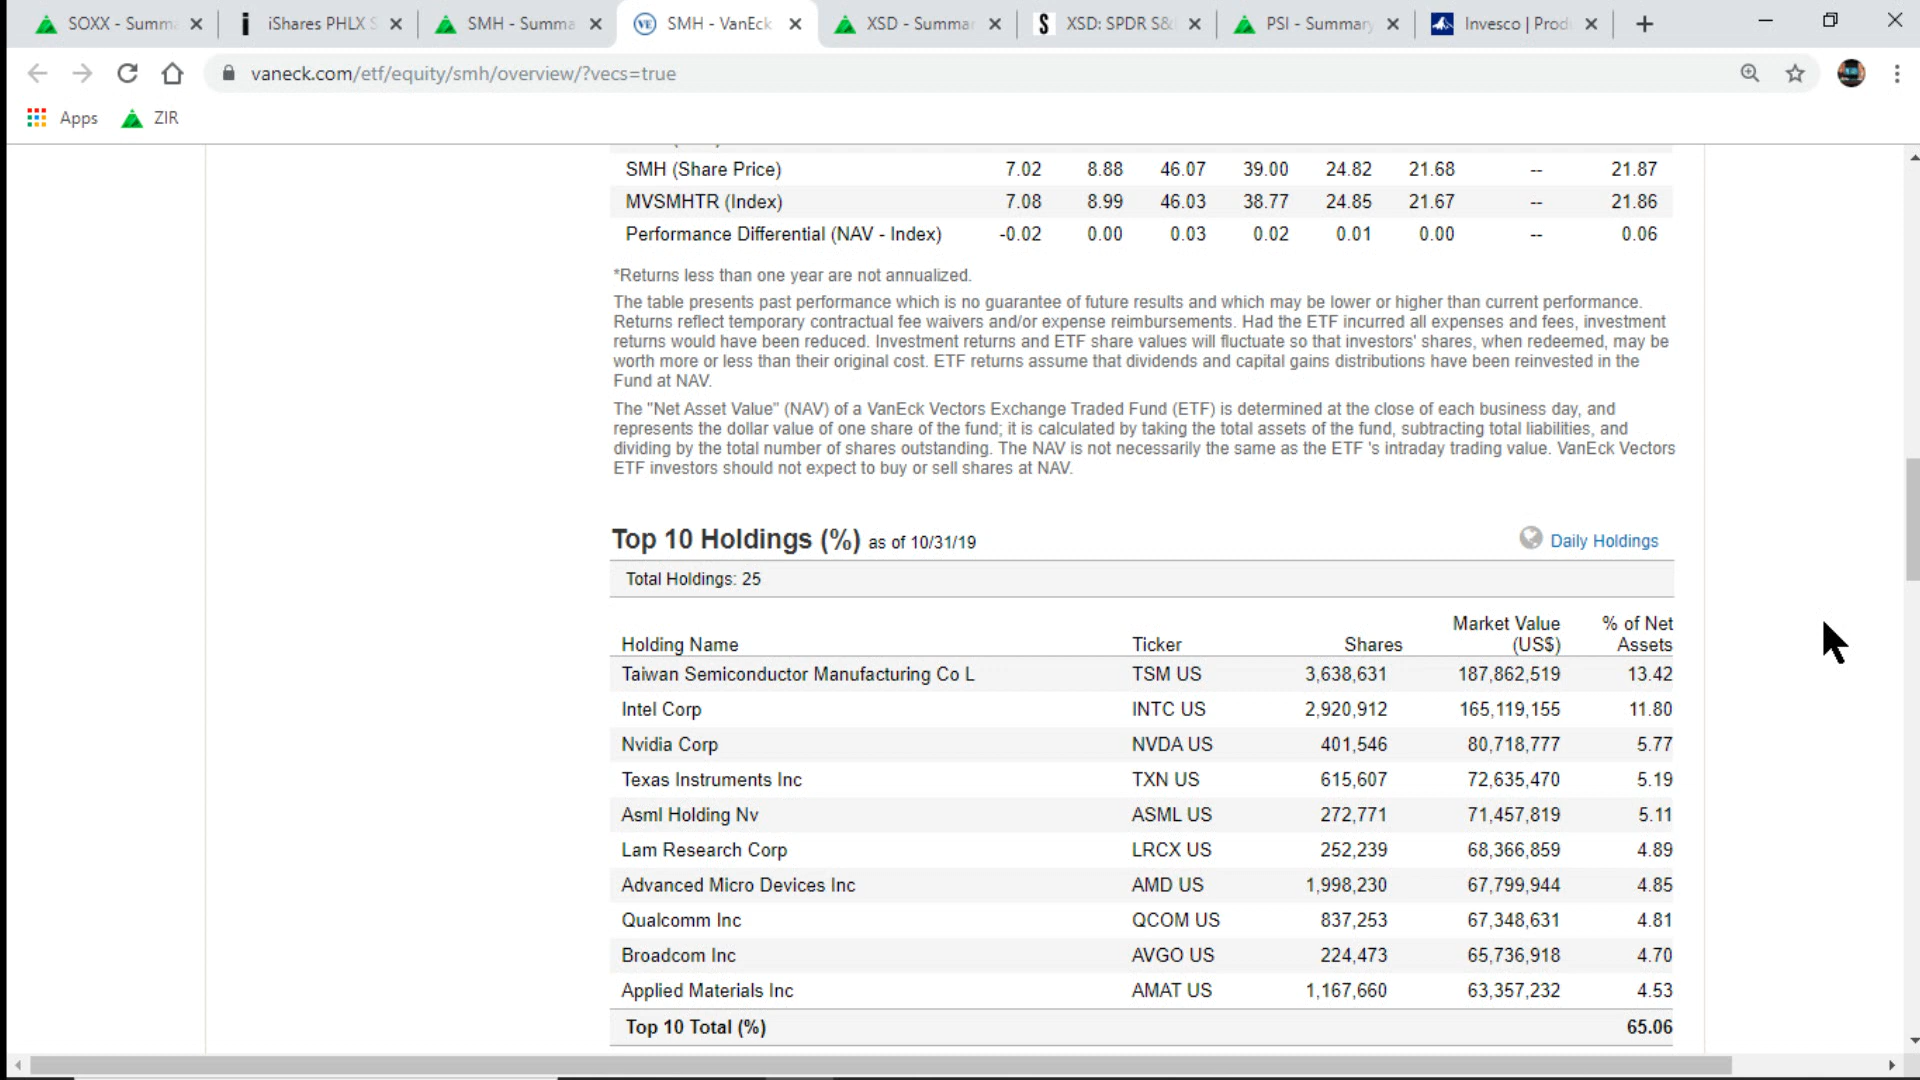 SOXX - Summa
iShares PHLX S
SMH - Summa
SMH - VanEck
XSD - Summar
XSD: SPDR S&
PSI - Summary
Invesco | Prod
vaneck.com/etf/equity/smh/overview/?vecs=true
Apps ZIR
SMH (Share Price) 7.02 8.88 46.07 39.00 24.82 21.68 -- 21.87
MVSMHTR (Index) 7.08 8.99 46.03 38.77 24.85 21.67 -- 21.86
Performance Differential (NAV - Index) -0.02 0.00 0.03 0.02 0.01 0.00 -- 0.06
*Returns less than one year are not annualized.
The table presents past performance which is no guarantee of future results and which may be lower or higher than current performance.
Returns reflect temporary contractual fee waivers and/or expense reimbursements. Had the ETF incurred all expenses and fees, investment
returns would have been reduced. Investment returns and ETF share values will fluctuate so that investors' shares, when redeemed, may be
worth more or less than their original cost. ETF returns assume that dividends and capital gains distributions have been reinvested in the
Fund at NAV.
The "Net Asset Value" (NAV) of a VanEck Vectors Exchange Traded Fund (ETF) is determined at the close of each business day, and
represents the dollar value of one share of the fund; it is calculated by taking the total assets of the fund, subtracting total liabilities, and
dividing by the total number of shares outstanding. The NAV is not necessarily the same as the ETF 's intraday trading value. VanEck Vectors
ETF investors should not expect to buy or sell shares at NAV.
Top 10 Holdings (%) as of 10/31/19 Daily Holdings
Total Holdings: 25
Holding Name Ticker Shares Market Value (US$) % of Net Assets
Taiwan Semiconductor Manufacturing Co L TSM US 3,638,631 187,862,519 13.42
Intel Corp INTC US 2,920,912 165,119,155 11.80
Nvidia Corp NVDA US 401,546 80,718,777 5.77
Texas Instruments Inc TXN US 615,607 72,635,470 5.19
Asml Holding Nv ASML US 272,771 71,457,819 5.11
Lam Research Corp LRCX US 252,239 68,366,859 4.89
Advanced Micro Devices Inc AMD US 1,998,230 67,799,944 4.85
Qualcomm Inc QCOM US 837,253 67,348,631 4.81
Broadcom Inc AVGO US 224,473 65,736,918 4.70
Applied Materials Inc AMAT US 1,167,660 63,357,232 4.53
Top 10 Total (%) 65.06